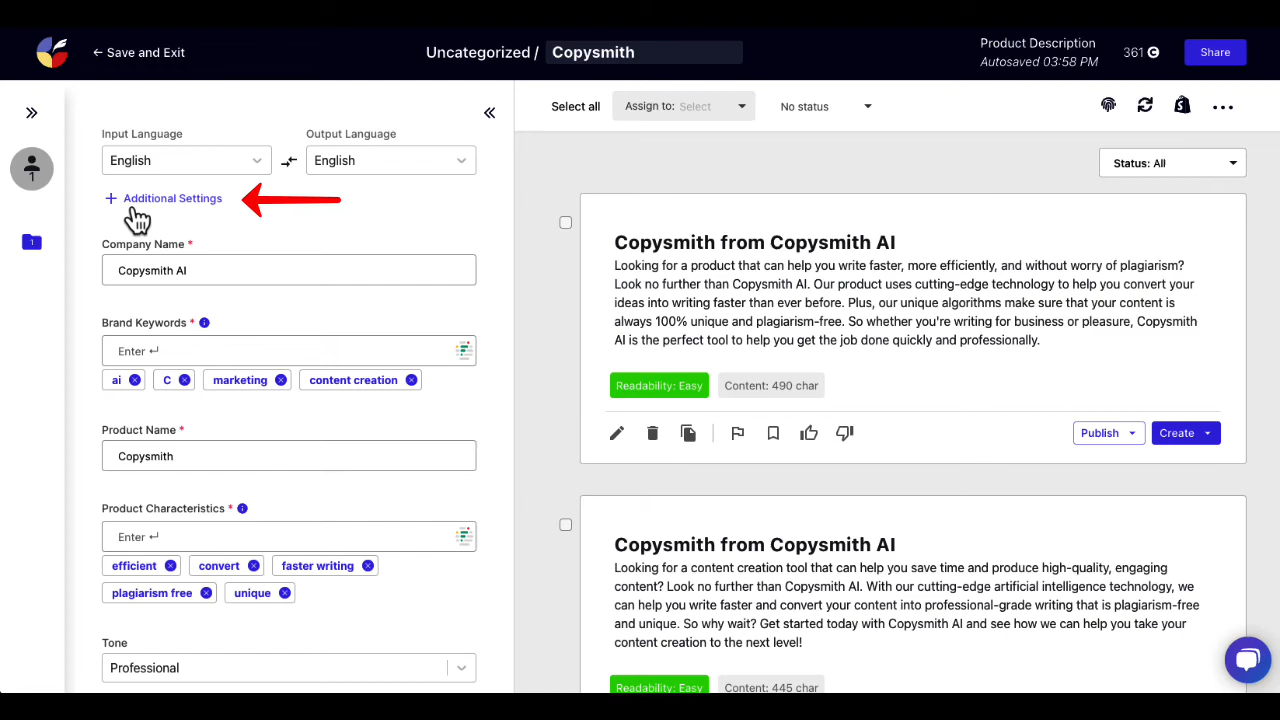 ← Save and Exit
Uncategorized / Copysmith
Product Description
Autosaved 03:58 PM
361
Share
1
1
Input Language
Output Language
English
English
+ Additional Settings
Company Name *
Copysmith AI
Brand Keywords *
Enter ↵
ai
C
marketing
content creation
Product Name *
Copysmith
Product Characteristics *
Enter ↵
efficient
convert
faster writing
plagiarism free
unique
Tone
Professional
Select all
Assign to: Select
No status
Status: All
Copysmith from Copysmith AI
Looking for a product that can help you write faster, more efficiently, and without worry of plagiarism?
Look no further than Copysmith AI. Our product uses cutting-edge technology to help you convert your
ideas into writing faster than ever before. Plus, our unique algorithms make sure that your content is
always 100% unique and plagiarism-free. So whether you're writing for business or pleasure, Copysmith
AI is the perfect tool to help you get the job done quickly and professionally.
Readability: Easy
Content: 490 char
Publish
Create
Copysmith from Copysmith AI
Looking for a content creation tool that can help you save time and produce high-quality, engaging
content? Look no further than Copysmith AI. With our cutting-edge artificial intelligence technology, we
can help you write faster and convert your content into professional-grade writing that is plagiarism-free
and unique. So why wait? Get started today with Copysmith AI and see how we can help you take your
content creation to the next level!
Readability: Easy
Content: 445 char